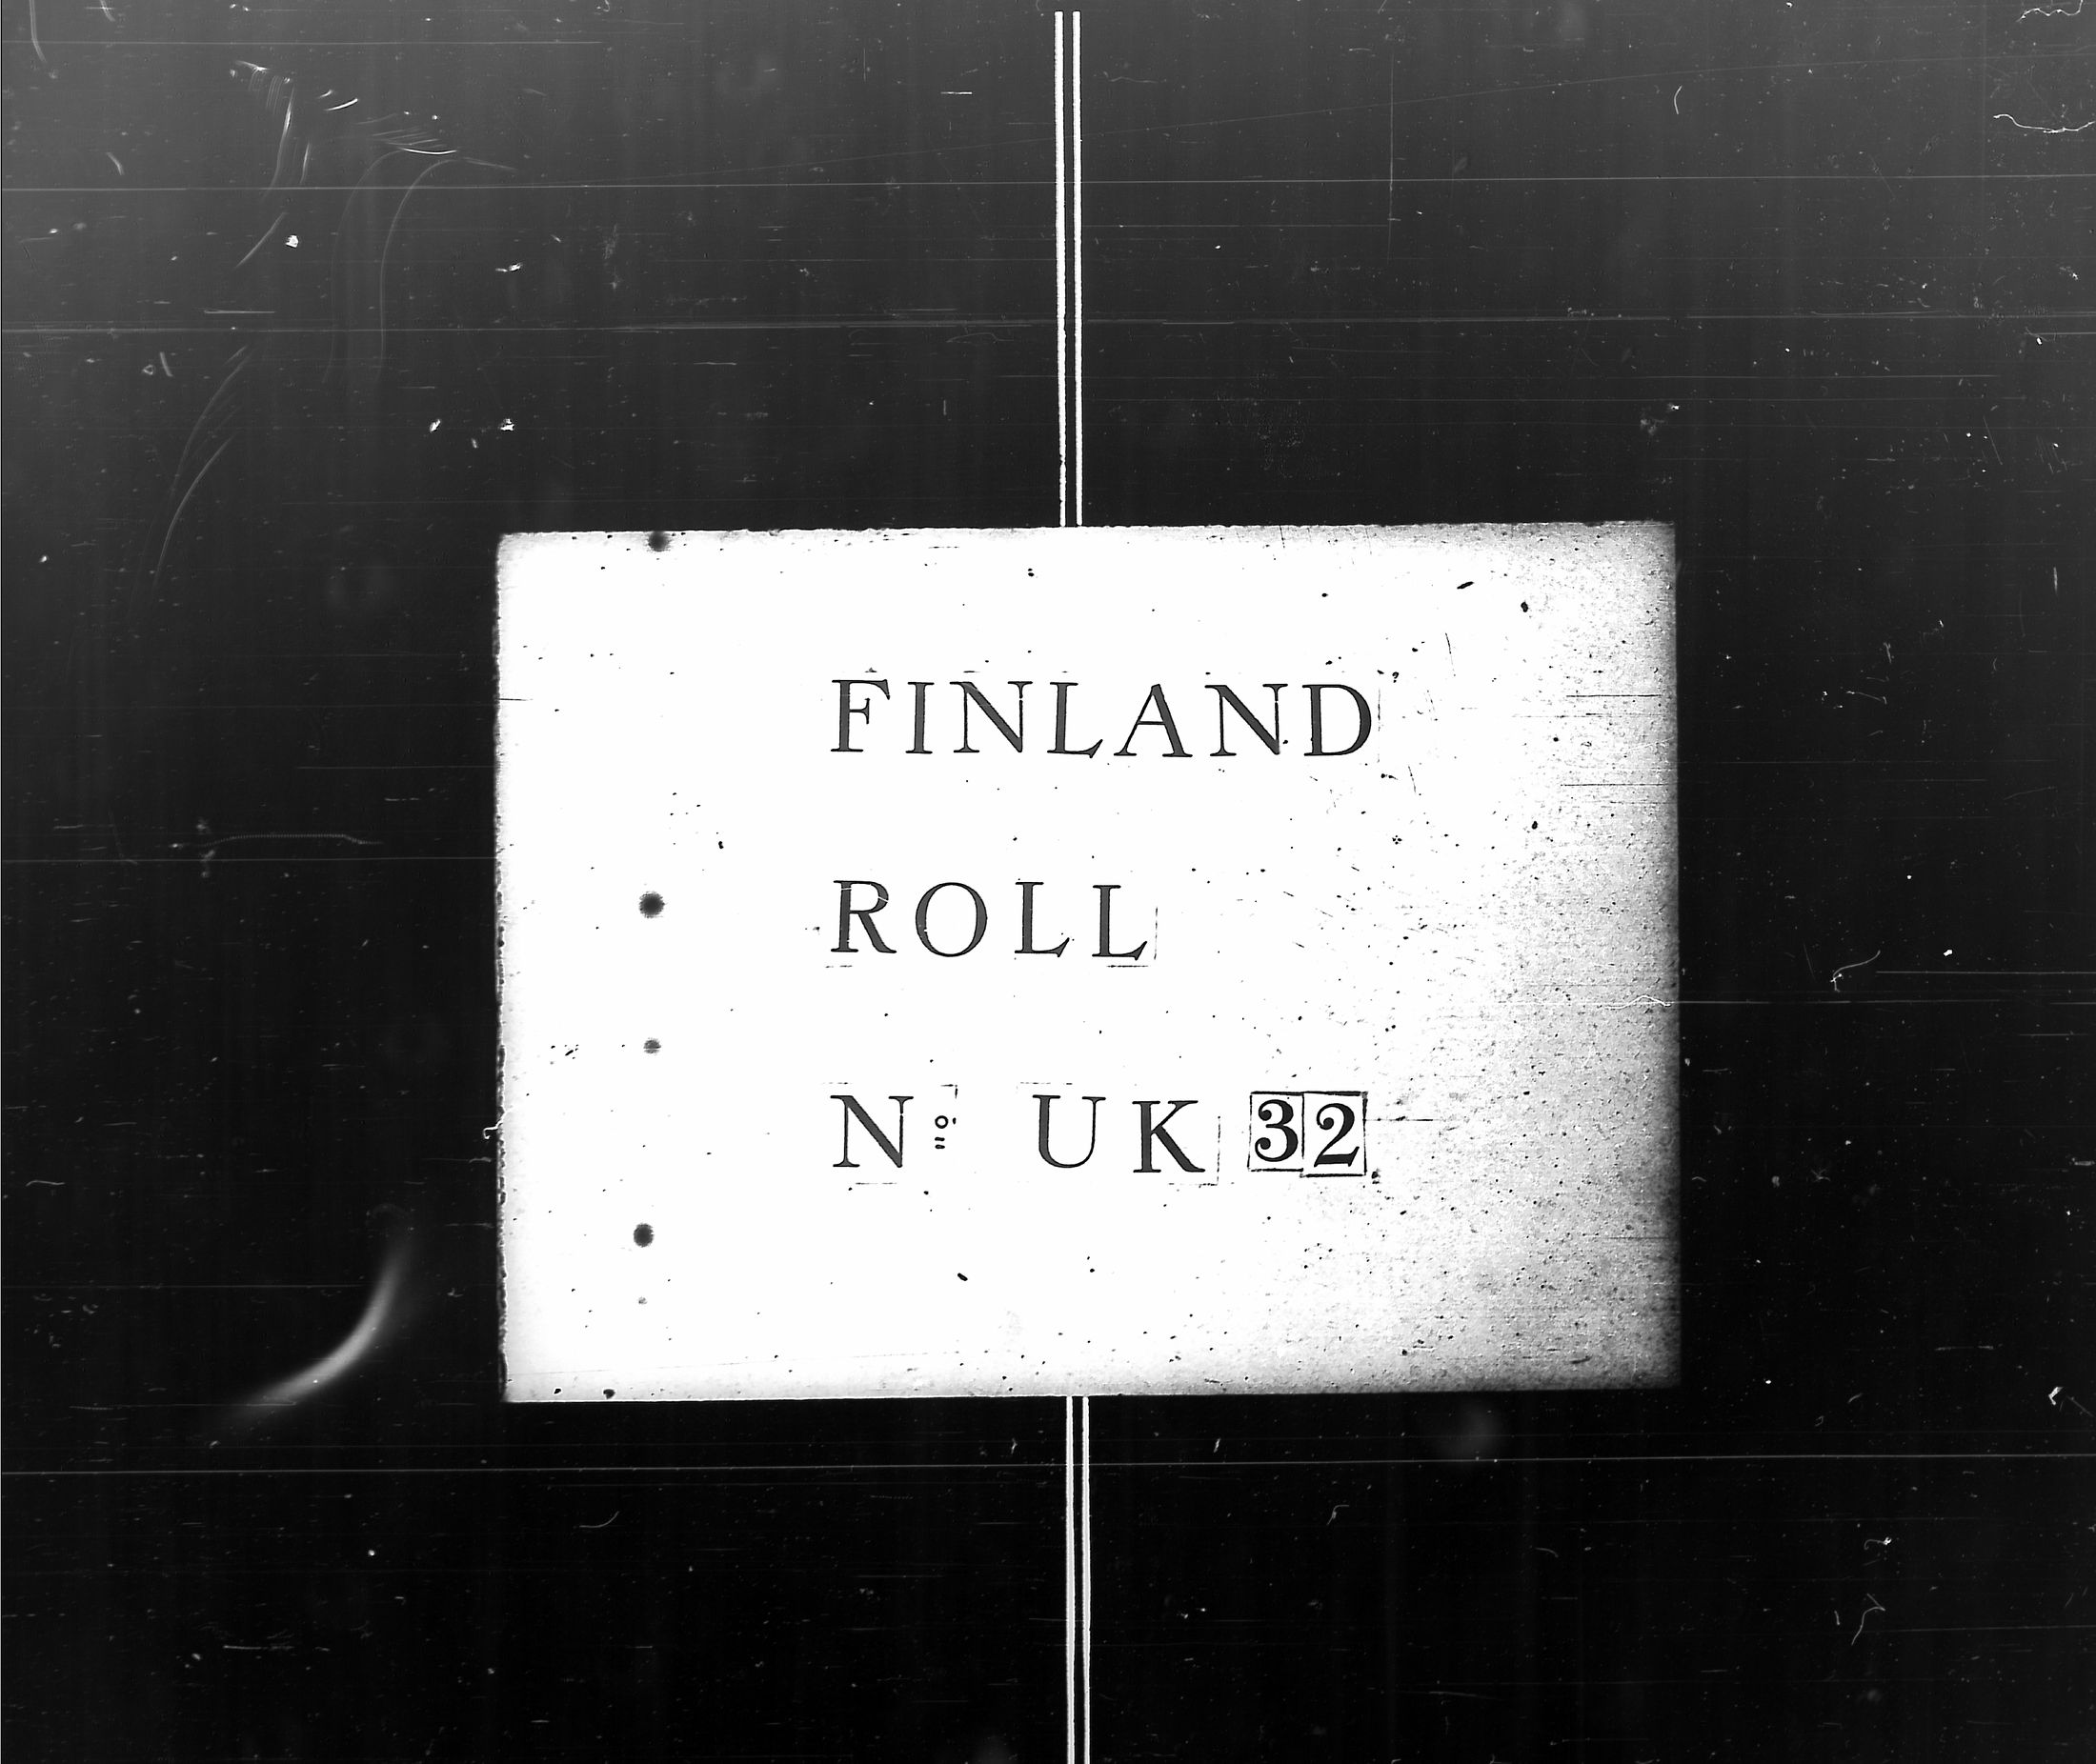 FINLAND
ROLL
Nº UK 32